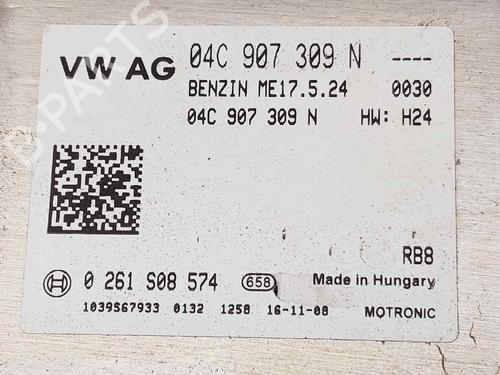 VW AG 04C 907 309 N ----
BENZIN ME17.5.24 0030
04C 907 309 N HW: H24
RB8
0 261 S08 574 658 Made in Hungary
1039S67933 0132 1258 16-11-08 MOTRONIC
B-PARTS